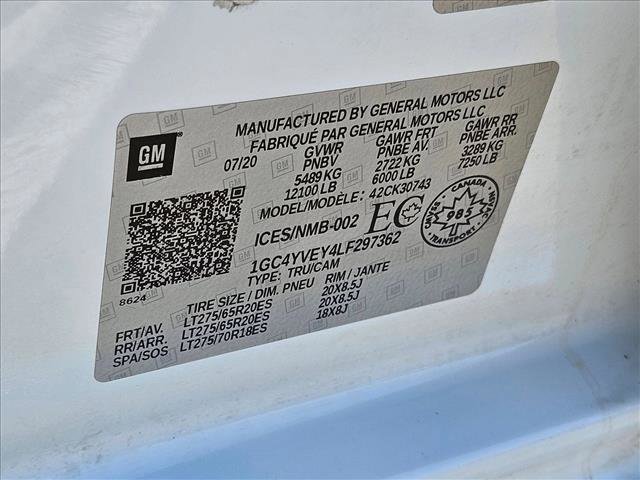 MANUFACTURED BY GENERAL MOTORS LLC
FABRIQUÉ PAR GENERAL MOTORS LLC
GM
07/20 GVWR GAWR FRT GAWR RR
PNBV PNBE AV. PNBE ARR.
5489 KG 2722 KG 3289 KG
12100 LB 6000 LB 7250 LB
MODEL/MODÈLE: 42CK30743
ICES/NMB-002 EC
CANADA
CMVSS 985 NSVAC
1GC4YVEY4LF297362
8624 TYPE: TRU/CAM
TIRE SIZE / DIM. PNEU RIM / JANTE
FRT/AV. LT275/65R20ES 20X8.5J
RR/ARR. LT275/65R20ES 20X8.5J
SPA/SOS LT275/70R18ES 18X8J